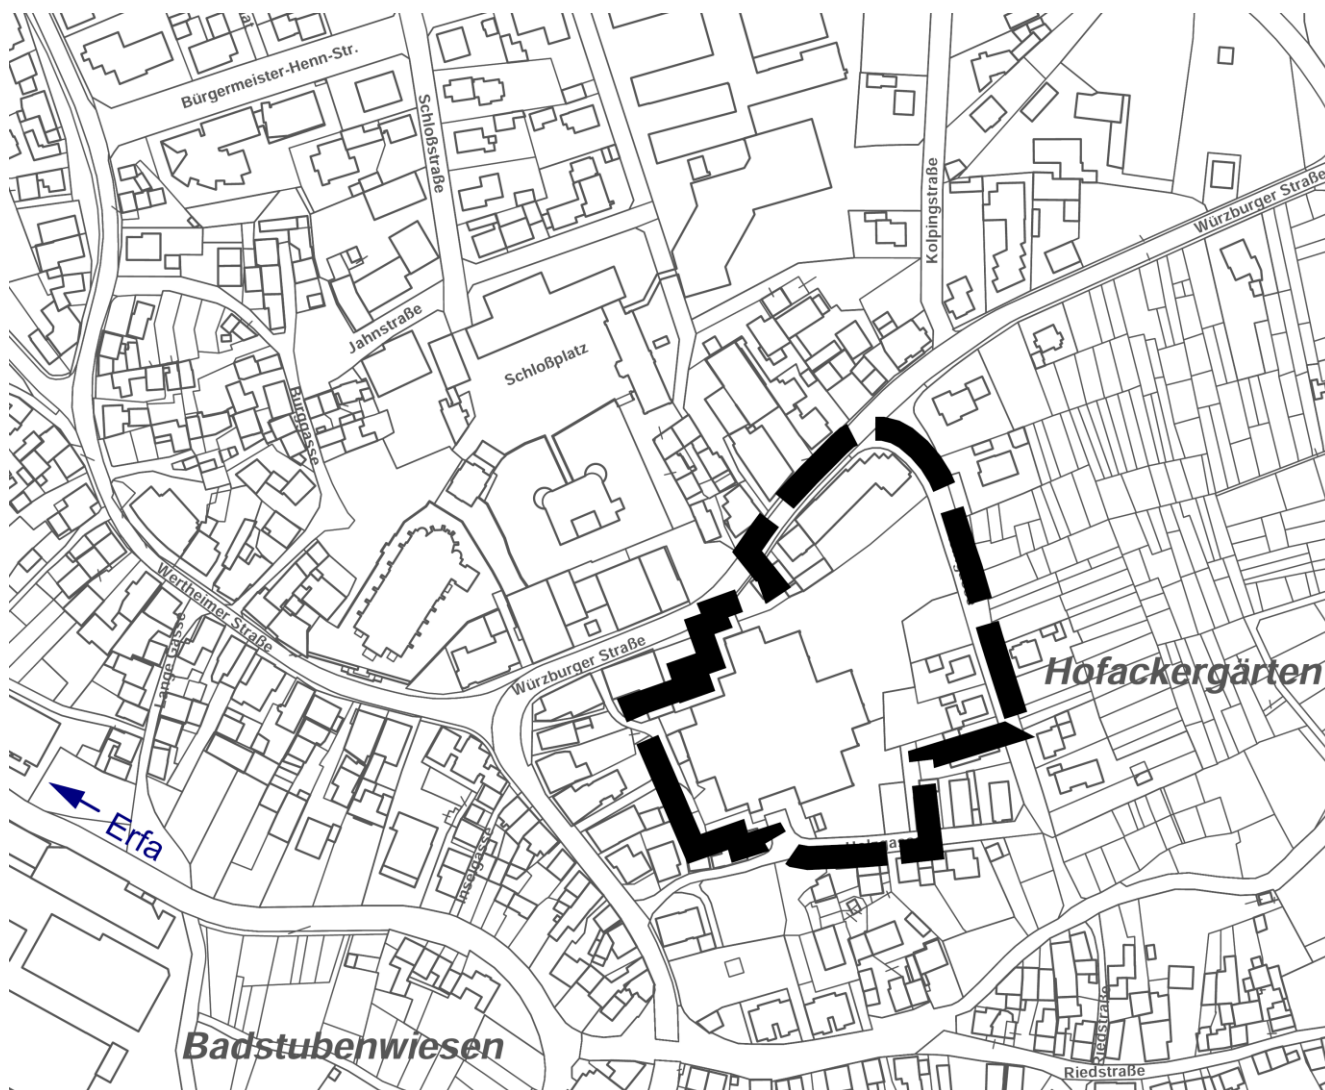 Bürgermeister-Henn-Str.
Schloßstraße
Kolpingstraße
Würzburger Straße
Jahnstraße
Schloßplatz
Burggasse
Wertheimer Straße
Lange Gasse
Würzburger Straße
Hofackergärten
Erfa
Inselgasse
Badstubenwiesen
Riedstraße
Riedstraße